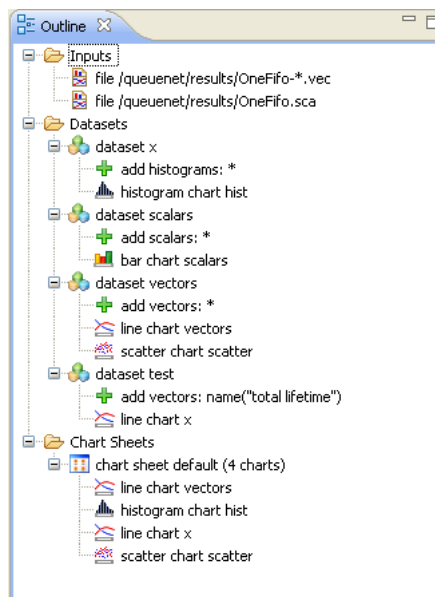 Outline
Inputs
file /queuenet/results/OneFifo-*.vec
file /queuenet/results/OneFifo.sca
Datasets
dataset x
add histograms: *
histogram chart hist
dataset scalars
add scalars: *
bar chart scalars
dataset vectors
add vectors: *
line chart vectors
scatter chart scatter
dataset test
add vectors: name("total lifetime")
line chart x
Chart Sheets
chart sheet default (4 charts)
line chart vectors
histogram chart hist
line chart x
scatter chart scatter